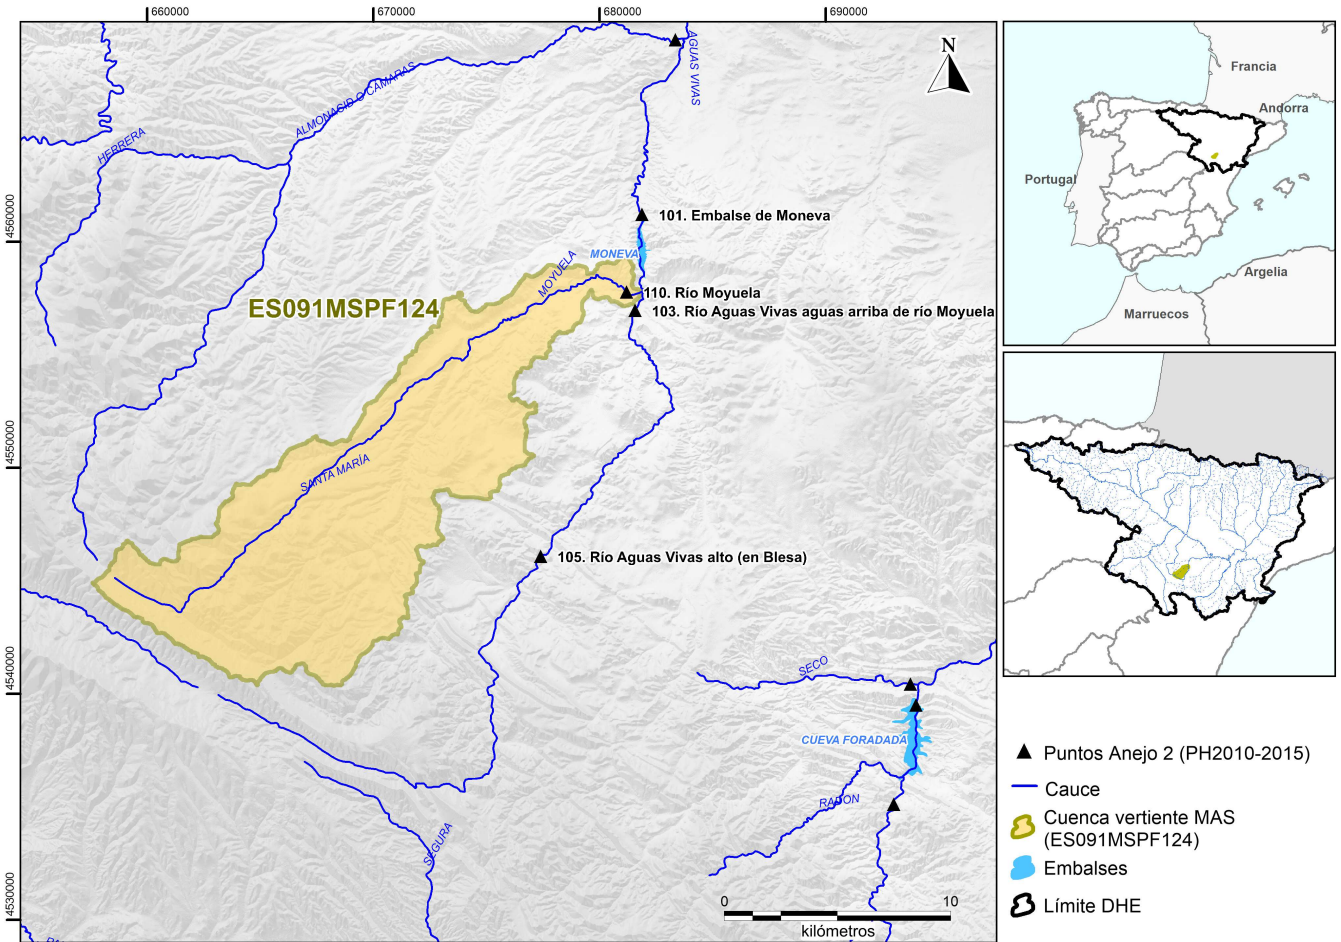 660000
670000
680000
690000
4560000
4550000
4540000
4530000
N
AGUAS VIVAS
ALMONACID O CÁMARAS
HERRERA
101. Embalse de Moneva
MONEVA
MOYUELA
110. Río Moyuela
ES091MSPF124
103. Río Aguas Vivas aguas arriba de río Moyuela
SANTA MARÍA
105. Río Aguas Vivas alto (en Blesa)
SECO
CUEVA FORADADA
RADON
SEGURA
0
10
kilómetros
Francia
Andorra
Portugal
Argelia
Marruecos
Puntos Anejo 2 (PH2010-2015)
Cauce
Cuenca vertiente MAS
(ES091MSPF124)
Embalses
Límite DHE